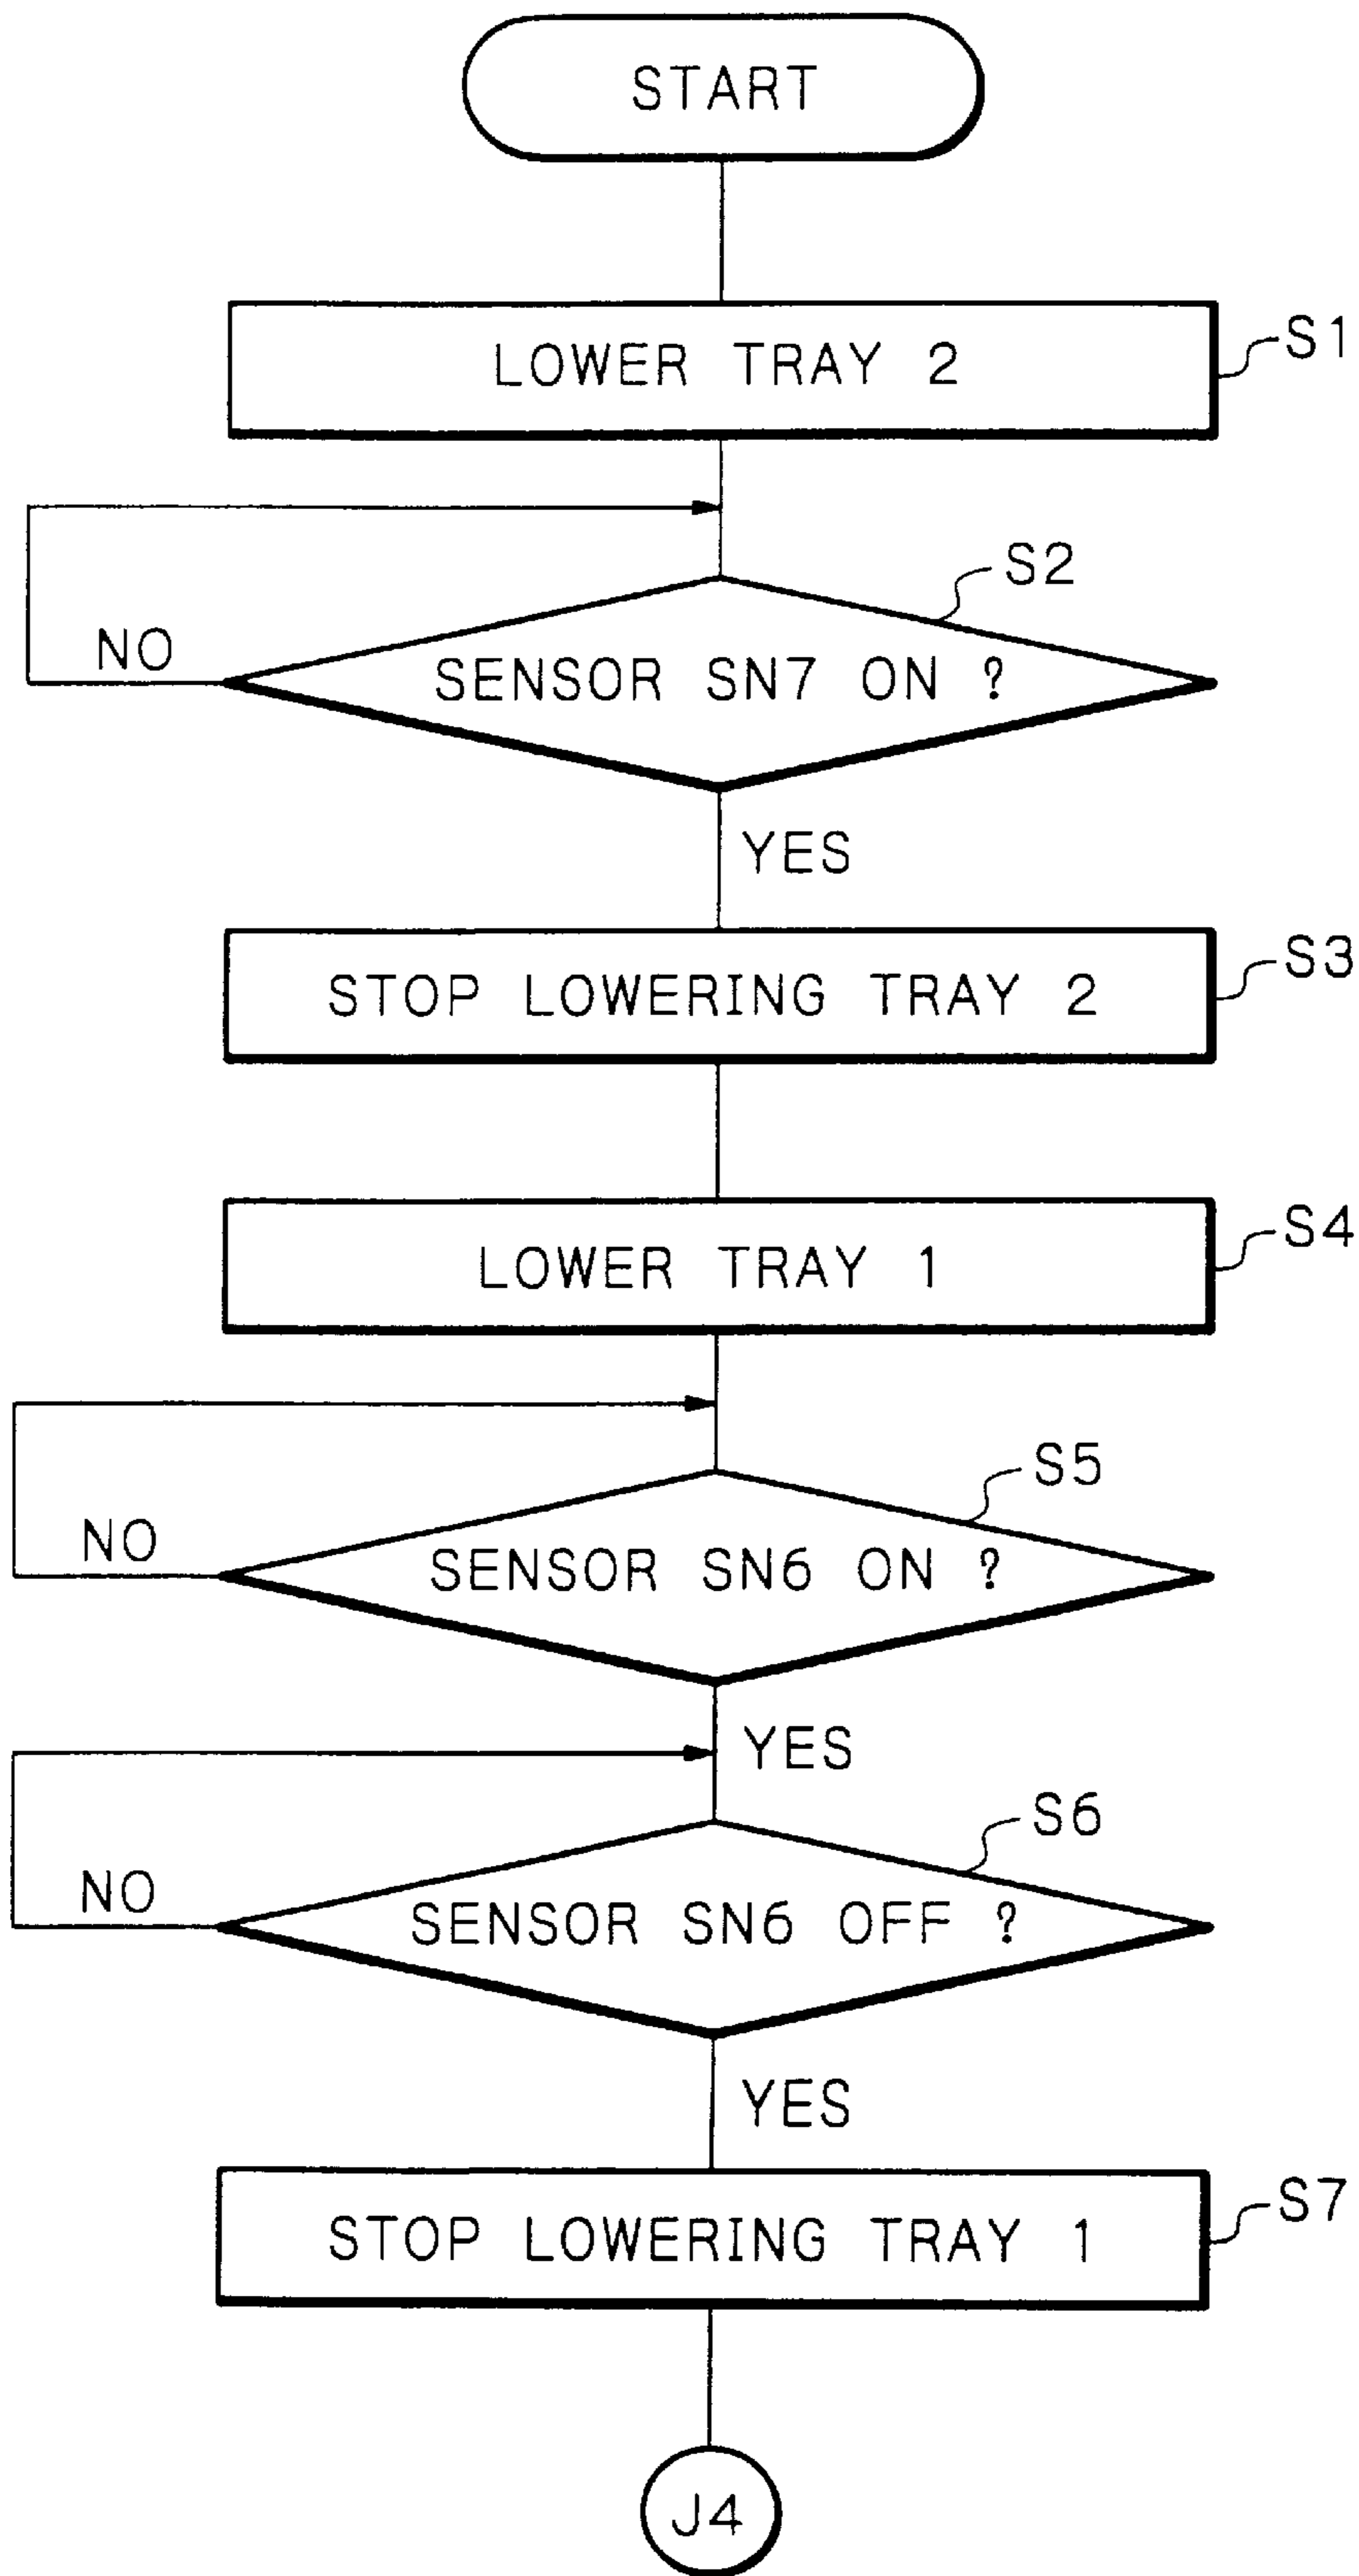 START
LOWER TRAY 2
S1
S2
NO
SENSOR SN7 ON ?
YES
S3
STOP LOWERING TRAY 2
S4
LOWER TRAY 1
S5
NO
SENSOR SN6 ON ?
YES
S6
NO
SENSOR SN6 OFF ?
YES
S7
STOP LOWERING TRAY 1
J4